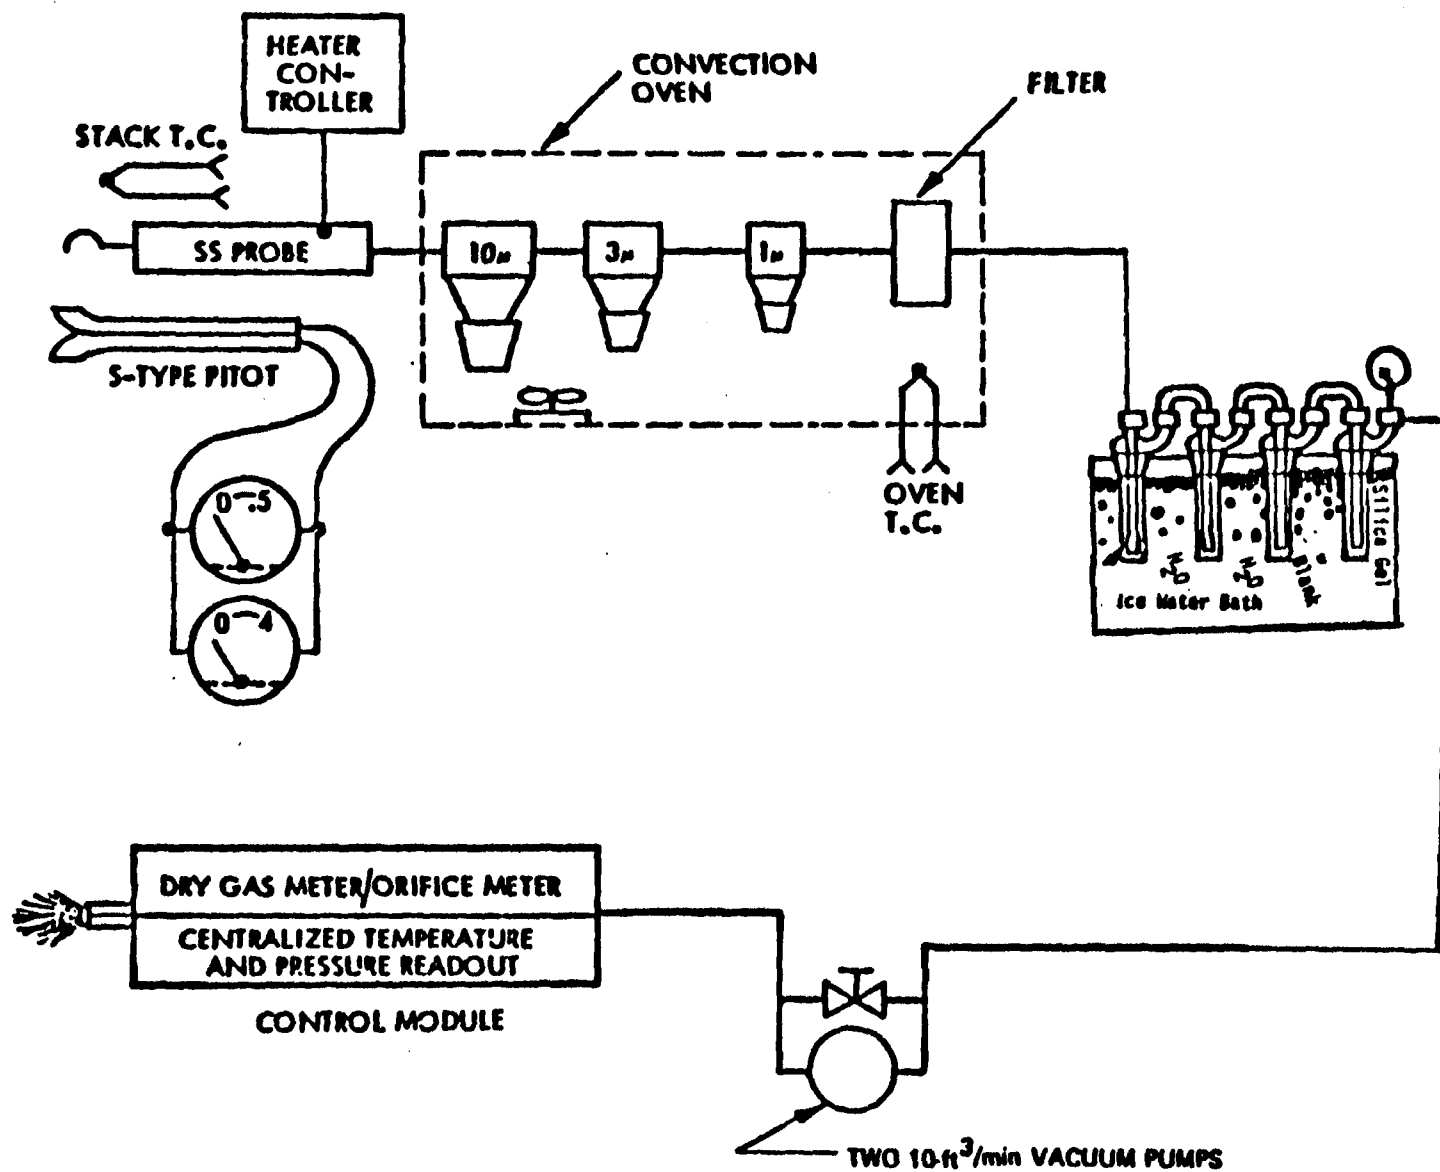 HEATER
CON-
TROLLER
CONVECTION
OVEN
FILTER
STACK T.C.
SS PROBE
10μ
3μ
1μ
S-TYPE PITOT
0 .5
0 4
OVEN
T.C.
H₂O
H₂O
Blank
Silica Gel
Ice Water Bath
DRY GAS METER/ORIFICE METER
CENTRALIZED TEMPERATURE
AND PRESSURE READOUT
CONTROL MODULE
TWO 10-ft³/min VACUUM PUMPS